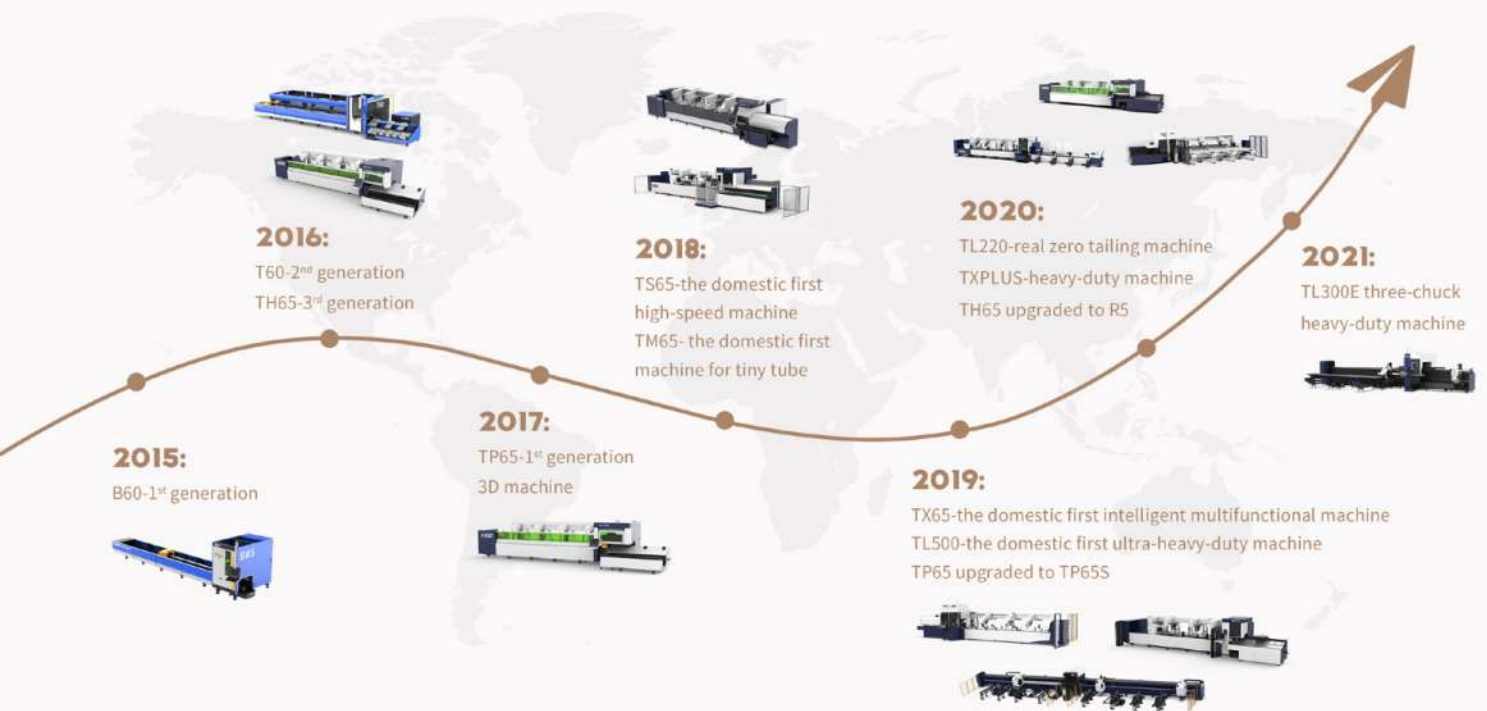 2015:
B60-1st generation
2016:
T60-2nd generation
TH65-3rd generation
2017:
TP65-1st generation
3D machine
2018:
TS65-the domestic first
high-speed machine
TM65- the domestic first
machine for tiny tube
2019:
TX65-the domestic first intelligent multifunctional machine
TL500-the domestic first ultra-heavy-duty machine
TP65 upgraded to TP65S
2020:
TL220-real zero tailing machine
TXPLUS-heavy-duty machine
TH65 upgraded to R5
2021:
TL300E three-chuck
heavy-duty machine